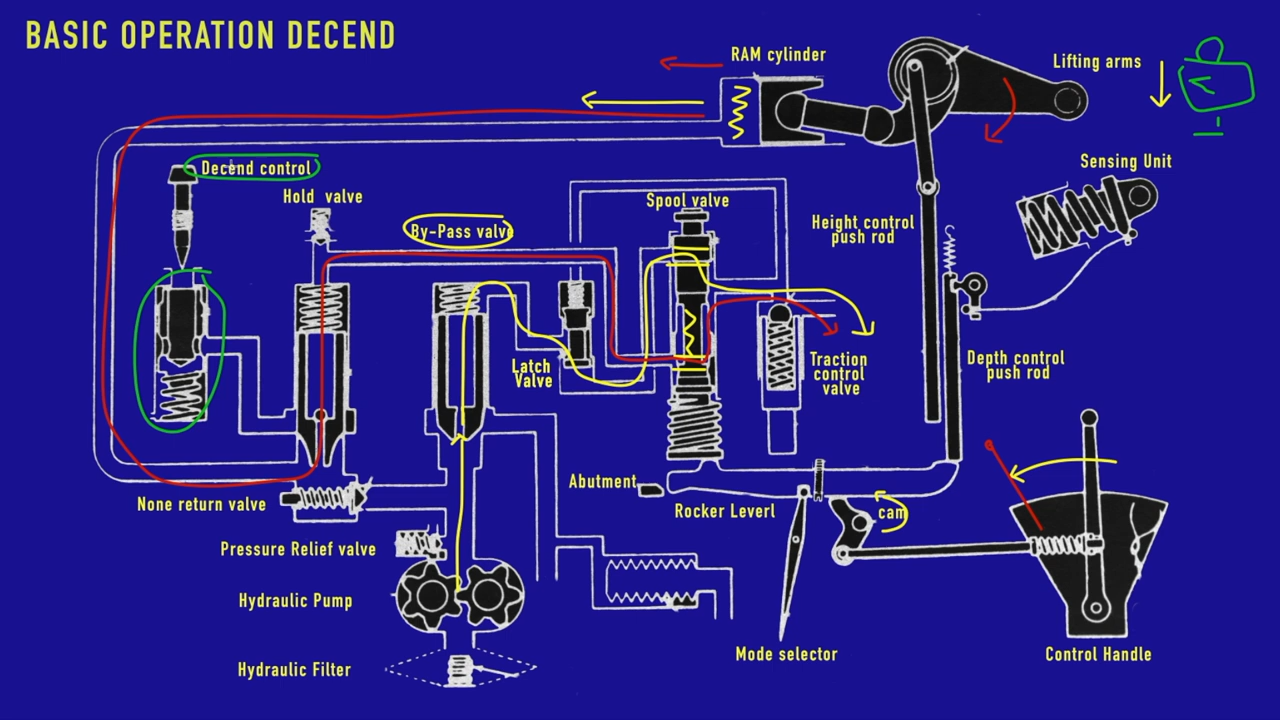 BASIC OPERATION DECEND
RAM cylinder
Lifting arms
Sensing Unit
Decend control
Hold valve
By-Pass valve
Spool valve
Height control
push rod
Latch
Valve
Traction
control
valve
Depth control
push rod
Abutment
None return valve
Rocker Leverl
cam
Pressure Relief valve
Hydraulic Pump
Mode selector
Control Handle
Hydraulic Filter